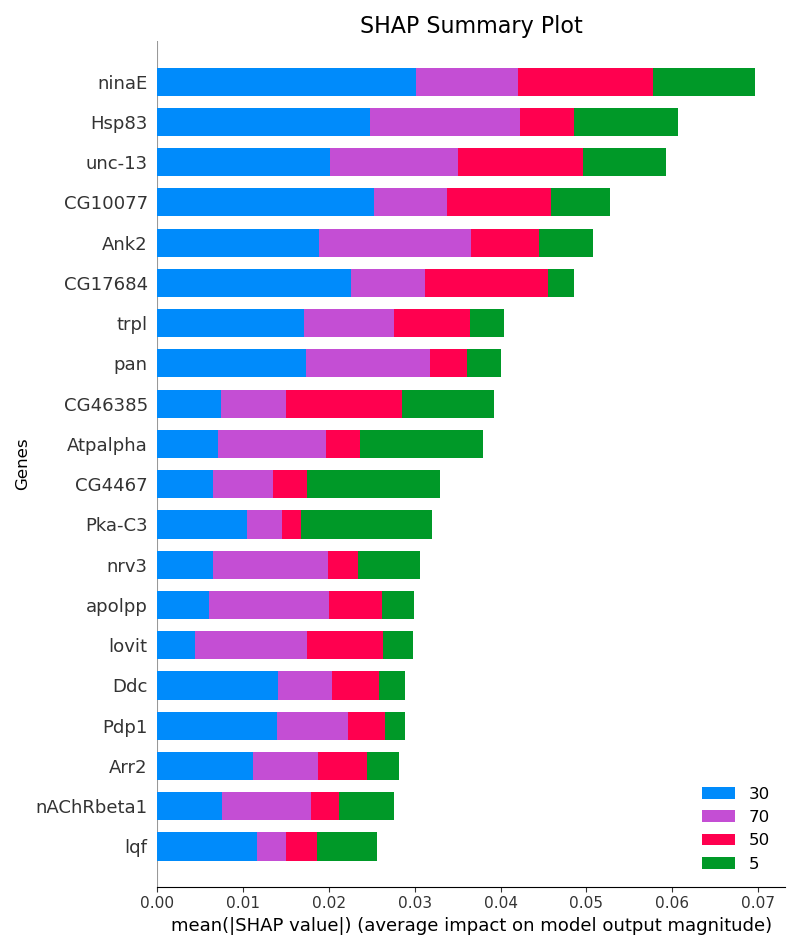 SHAP Summary Plot
Genes
ninaE
Hsp83
unc-13
CG10077
Ank2
CG17684
trpl
pan
CG46385
Atpalpha
CG4467
Pka-C3
nrv3
apolpp
lovit
Ddc
Pdp1
Arr2
nAChRbeta1
lqf
30
70
50
5
0.00 0.01 0.02 0.03 0.04 0.05 0.06 0.07
mean(|SHAP value|) (average impact on model output magnitude)